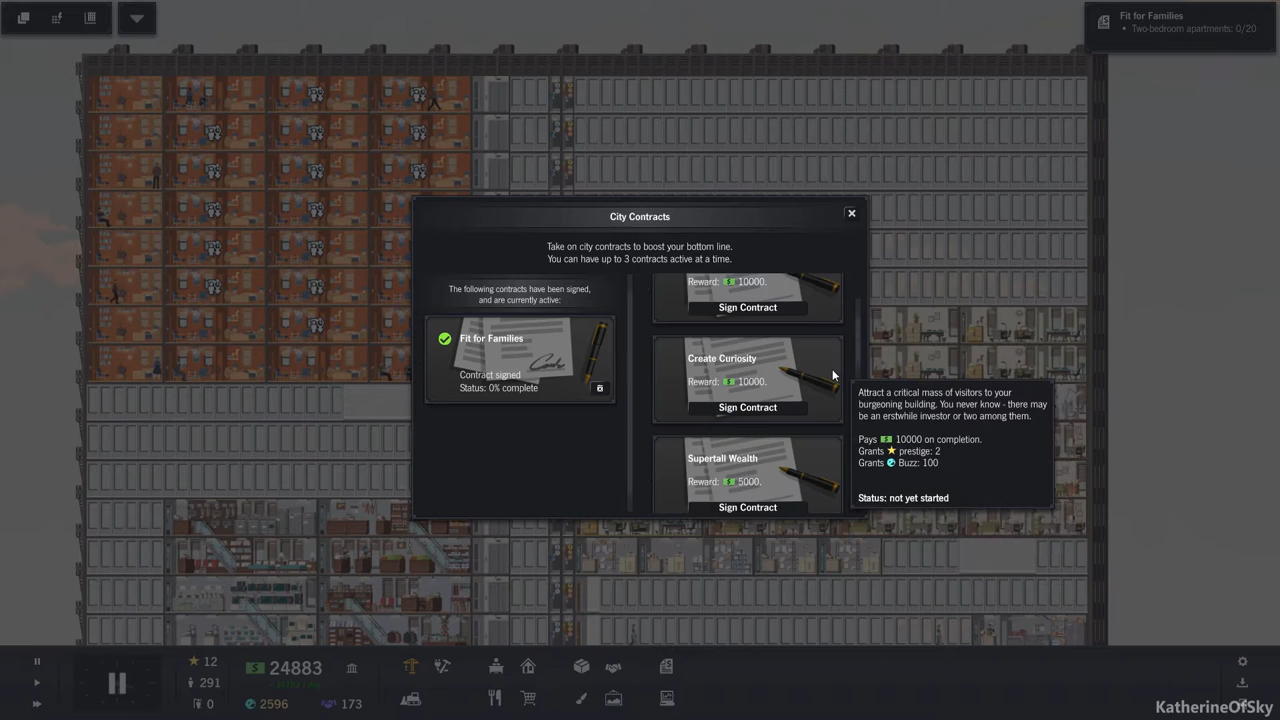 Fit for Families
• Two-bedroom apartments: 0/20
City Contracts
Take on city contracts to boost your bottom line.
You can have up to 3 contracts active at a time.
The following contracts have been signed,
and are currently active:
Fit for Families
Contract signed
Status: 0% complete
Reward: $ 10000.
Sign Contract
Create Curiosity
Reward: $ 10000.
Sign Contract
Supertall Wealth
Reward: $ 5000.
Sign Contract
Attract a critical mass of visitors to your
burgeoning building. You never know - there may
be an erstwhile investor or two among them.
Pays 10000 on completion.
Grants prestige: 2
Grants Buzz: 100
Status: not yet started
12
$ 24883
291
0
2596
173
KatherineOfSky